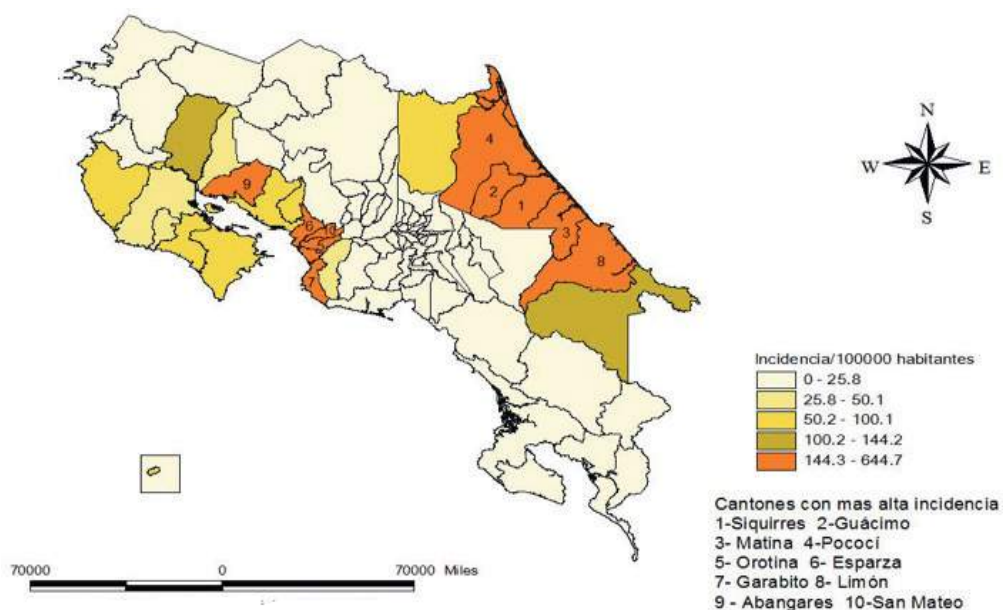 N
W E
S
4
2
1
9
3
6 10
5
8
7
Incidencia/100000 habitantes
0 - 25.8
25.8 - 50.1
50.2 - 100.1
100.2 - 144.2
144.3 - 644.7
Cantones con mas alta incidencia
1-Siquirres 2-Guácimo
3- Matina 4-Pococí
5- Orotina 6- Esparza
7- Garabito 8- Limón
9 - Abangares 10-San Mateo
70000 0 70000 Miles